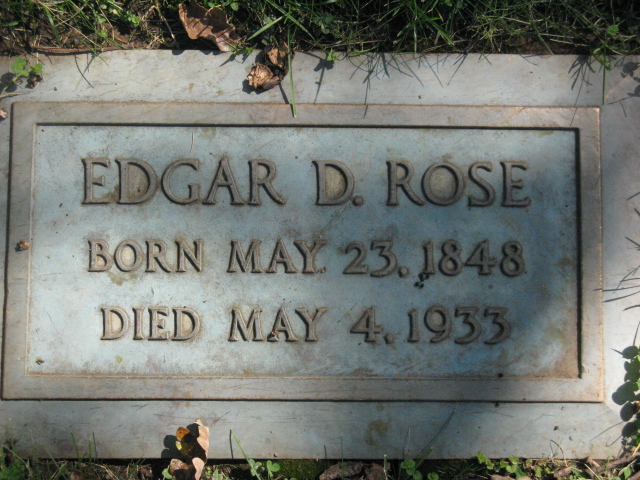 EDGAR D. ROSE
BORN MAY. 23. 1848
DIED MAY 4. 1933